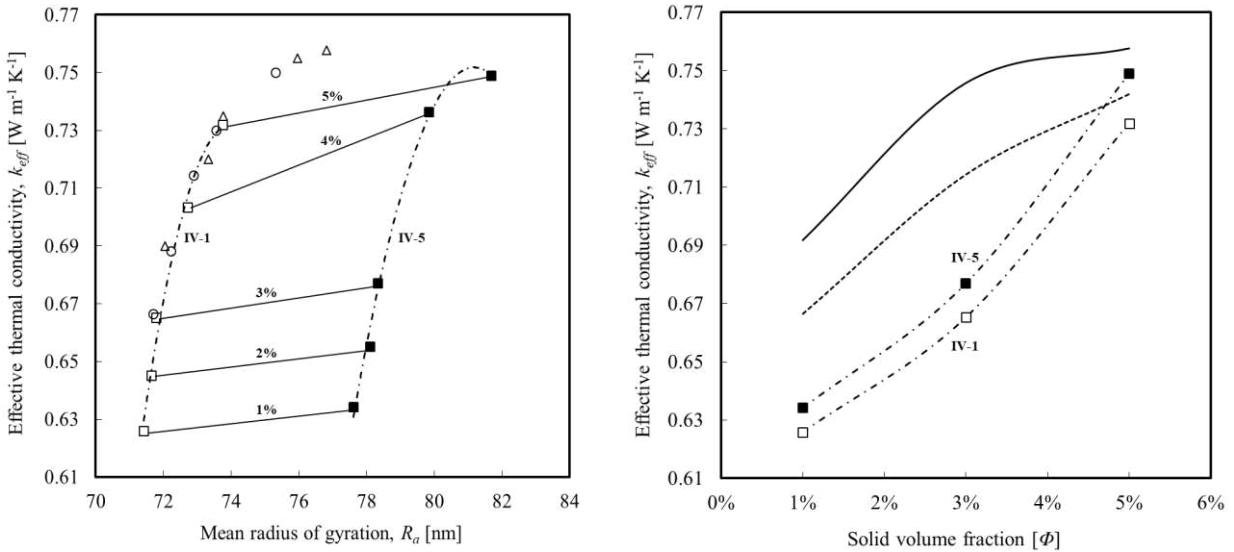 Effective thermal conductivity, keff [W m-1 K-1]
0.77
0.75
0.73
0.71
0.69
0.67
0.65
0.63
0.61
5%
4%
IV-1
IV-5
3%
2%
1%
70 72 74 76 78 80 82 84
Mean radius of gyration, Ra [nm]
Effective thermal conductivity, keff [W m-1 K-1]
0.77
0.75
0.73
0.71
0.69
0.67
0.65
0.63
0.61
IV-5
IV-1
0% 1% 2% 3% 4% 5% 6%
Solid volume fraction [Φ]